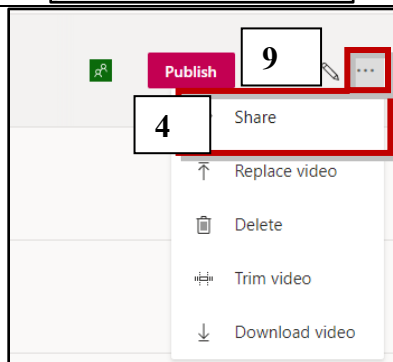 Publish
9
...
4
Share
Replace video
Delete
Trim video
Download video